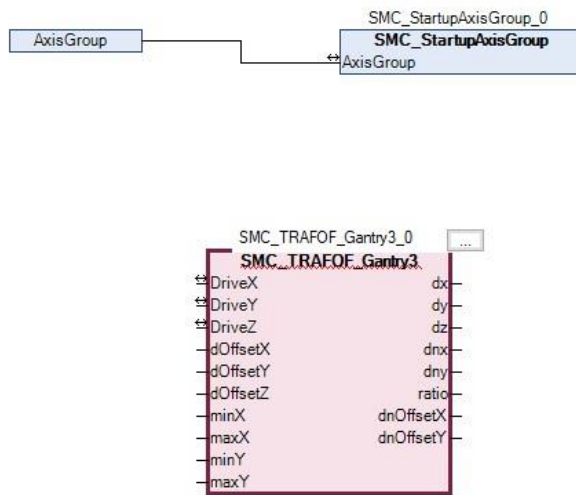 SMC_StartupAxisGroup_0
AxisGroup
SMC_StartupAxisGroup
AxisGroup
SMC_TRAFOF_Gantry3_0
...
SMC_TRAFOF_Gantry3
DriveX dx
DriveY dy
DriveZ dz
dOffsetX dnx
dOffsetY dny
dOffsetZ ratio
minX dnOffsetX
maxX dnOffsetY
minY
maxY